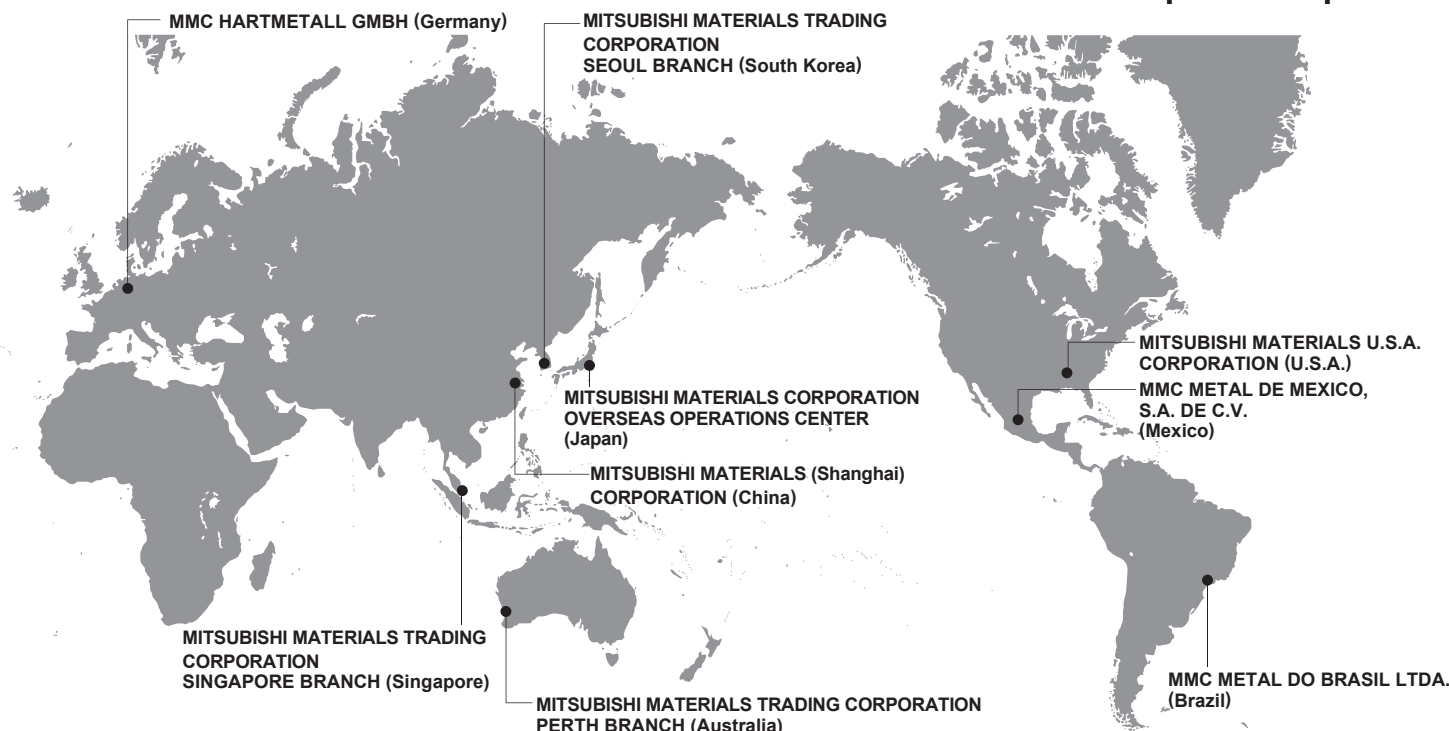 MMC HARTMETALL GMBH (Germany)
MITSUBISHI MATERIALS TRADING
CORPORATION
SEOUL BRANCH (South Korea)
MITSUBISHI MATERIALS U.S.A.
CORPORATION (U.S.A.)
MMC METAL DE MEXICO,
S.A. DE C.V.
(Mexico)
MITSUBISHI MATERIALS CORPORATION
OVERSEAS OPERATIONS CENTER
(Japan)
MITSUBISHI MATERIALS (Shanghai)
CORPORATION (China)
MITSUBISHI MATERIALS TRADING
CORPORATION
SINGAPORE BRANCH (Singapore)
MITSUBISHI MATERIALS TRADING CORPORATION
PERTH BRANCH (Australia)
MMC METAL DO BRASIL LTDA.
(Brazil)